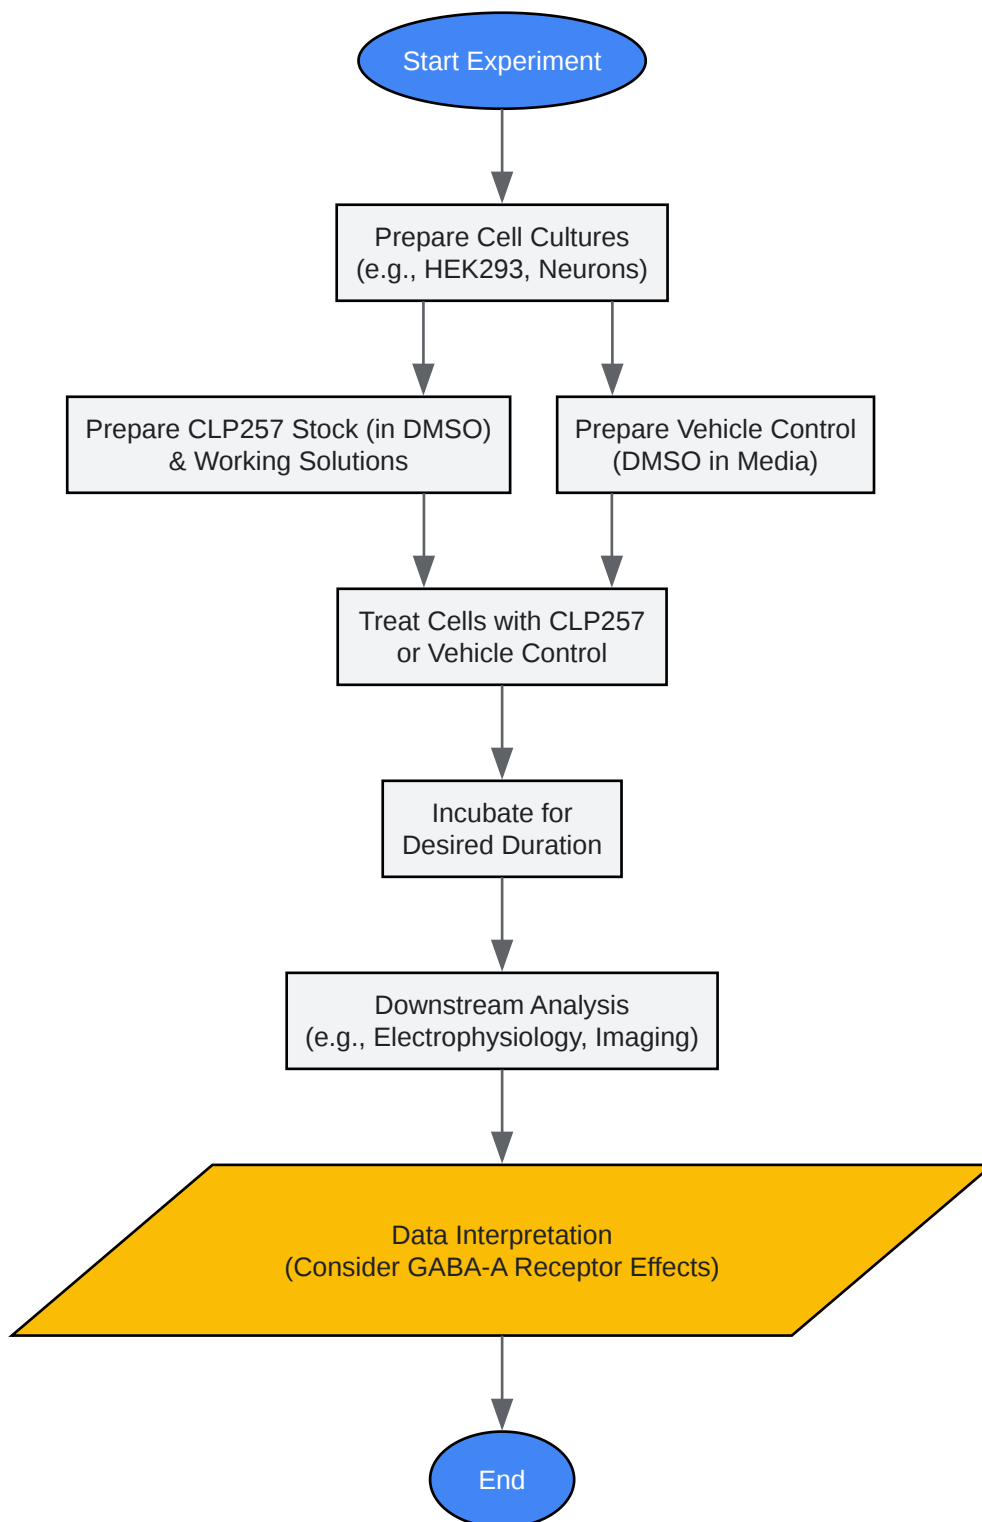 Start Experiment
Prepare Cell Cultures
(e.g., HEK293, Neurons)
Prepare CLP257 Stock (in DMSO)
& Working Solutions
Prepare Vehicle Control
(DMSO in Media)
Treat Cells with CLP257
or Vehicle Control
Incubate for
Desired Duration
Downstream Analysis
(e.g., Electrophysiology, Imaging)
Data Interpretation
(Consider GABA-A Receptor Effects)
End